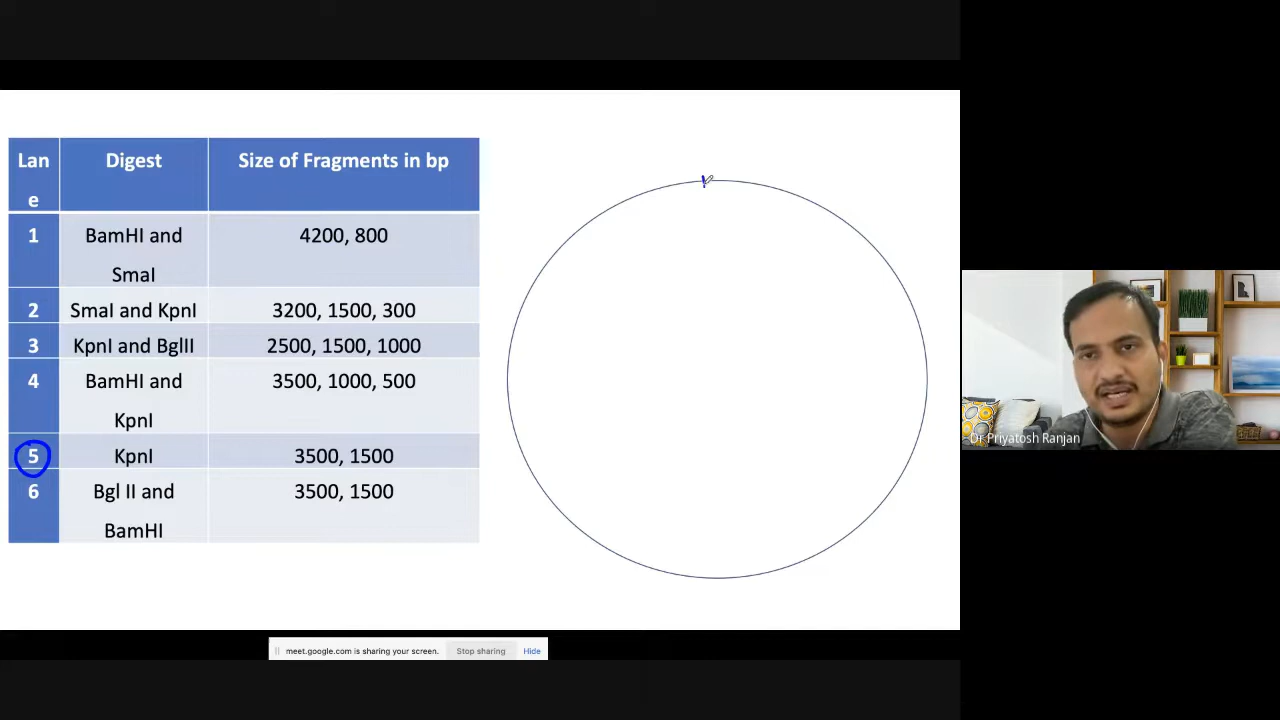 Lan Digest Size of Fragments in bp
e
1 BamHI and 4200, 800
SmaI
2 SmaI and KpnI 3200, 1500, 300
3 KpnI and BglII 2500, 1500, 1000
4 BamHI and 3500, 1000, 500
KpnI
5 KpnI 3500, 1500
6 Bgl II and 3500, 1500
BamHI
Dr Priyatosh Ranjan
meet.google.com is sharing your screen. Stop sharing Hide